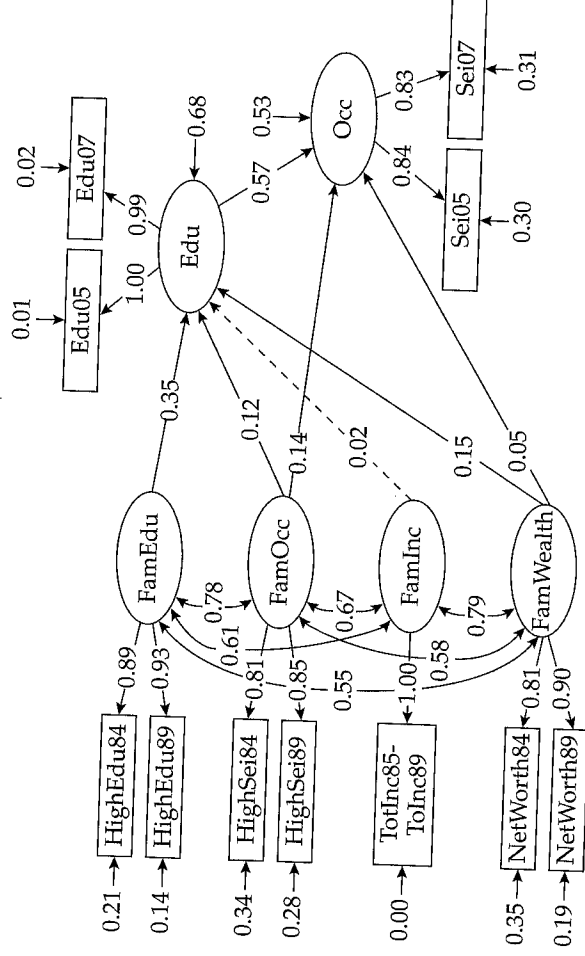 0.01
0.02
Edu05
Edu07
1.00
0.99
Edu
0.68
0.53
0.57
Occ
0.84
0.83
Sei05
Sei07
0.30
0.31
0.35
0.12
0.14
0.02
0.15
0.05
FamEdu
FamOcc
FamInc
FamWealth
0.78
0.67
0.79
0.61
0.58
0.55
0.89
0.93
0.81
0.85
1.00
0.81
0.90
0.21
HighEdu84
0.14
HighEdu89
0.34
HighSei84
0.28
HighSei89
0.00
TotInc85-
ToInc89
0.35
NetWorth84
0.19
NetWorth89